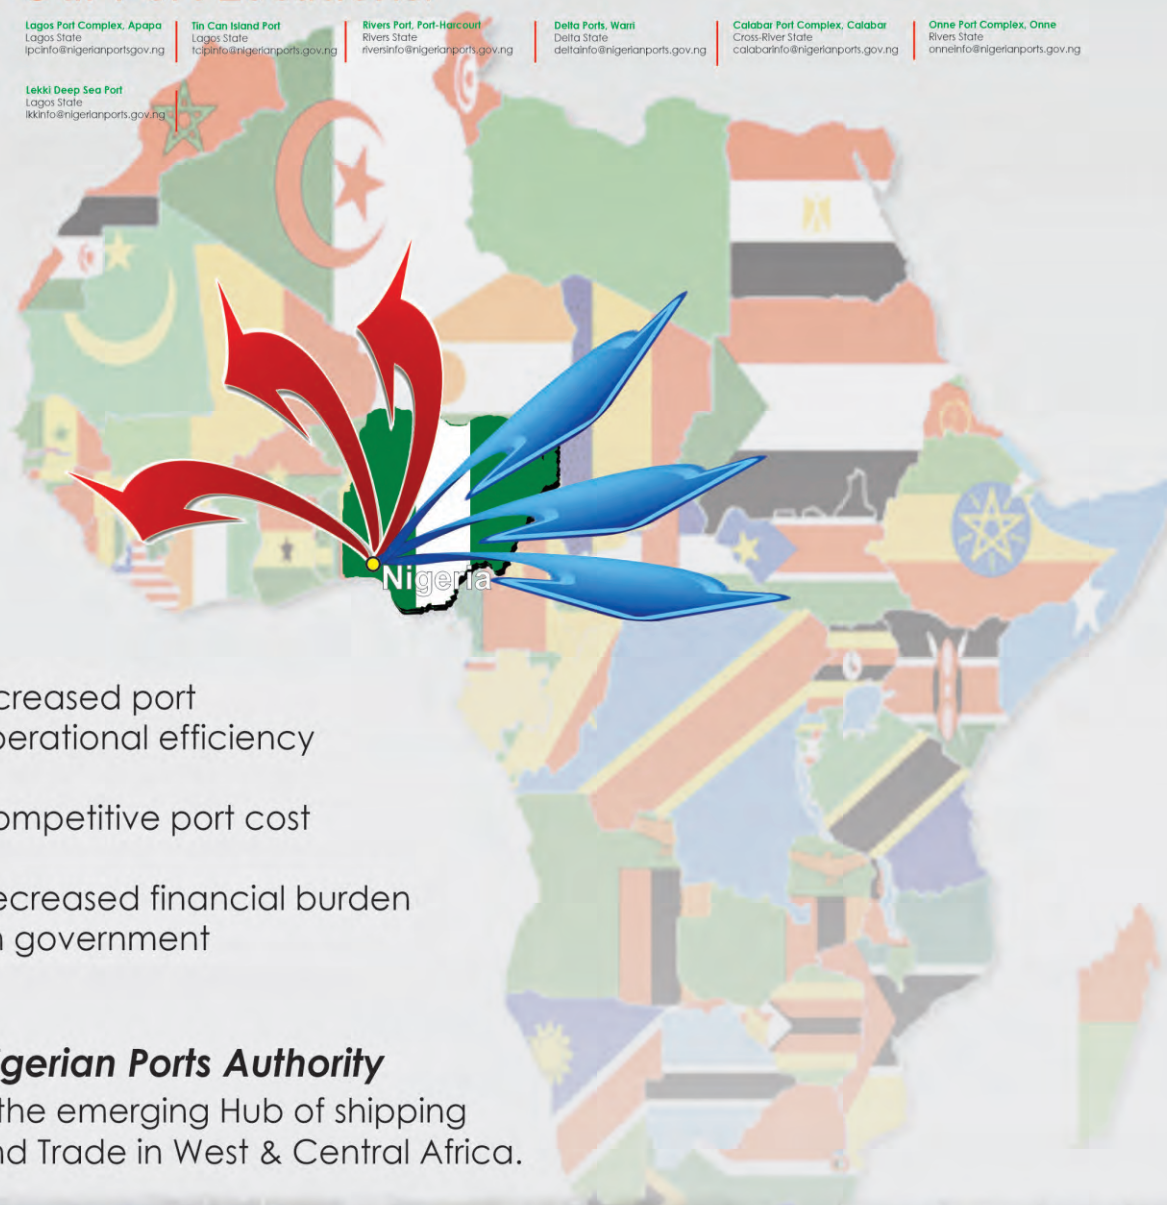 Lagos Port Complex, Apapa
Lagos State
lpcinfo@nigerianportsgov.ng
Tin Can Island Port
Lagos State
tcipinfo@nigerianports.gov.ng
Rivers Port, Port-Harcourt
Rivers State
riversinfo@nigerianports.gov.ng
Delta Ports, Warri
Delta State
deltainfo@nigerianports.gov.ng
Calabar Port Complex, Calabar
Cross-River State
calabarinfo@nigerianports.gov.ng
Onne Port Complex, Onne
Rivers State
onneinfo@nigerianports.gov.ng
Lekki Deep Sea Port
Lagos State
lkkinfo@nigerianports.gov.ng
Nigeria
creased port
perational efficiency
ompetitive port cost
ecreased financial burden
n government
gerian Ports Authority
the emerging Hub of shipping
nd Trade in West & Central Africa.